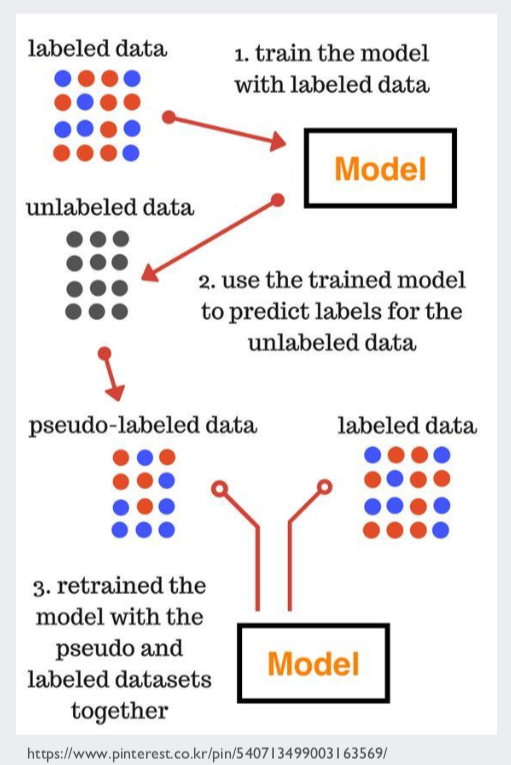 labeled data
1. train the model
with labeled data
Model
unlabeled data
2. use the trained model
to predict labels for the
unlabeled data
pseudo-labeled data
labeled data
3. retrained the
model with the
pseudo and
labeled datasets
together
Model
https://www.pinterest.co.kr/pin/540713499003163569/